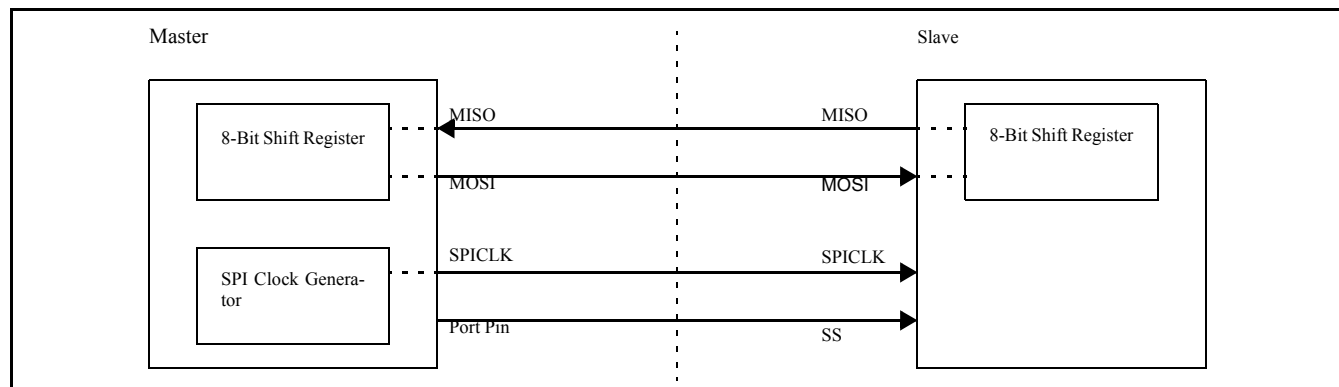 Master
Slave
MISO
MISO
8-Bit Shift Register
8-Bit Shift Register
MOSI
MOSI
SPICLK
SPICLK
SPI Clock Genera-
tor
Port Pin
SS